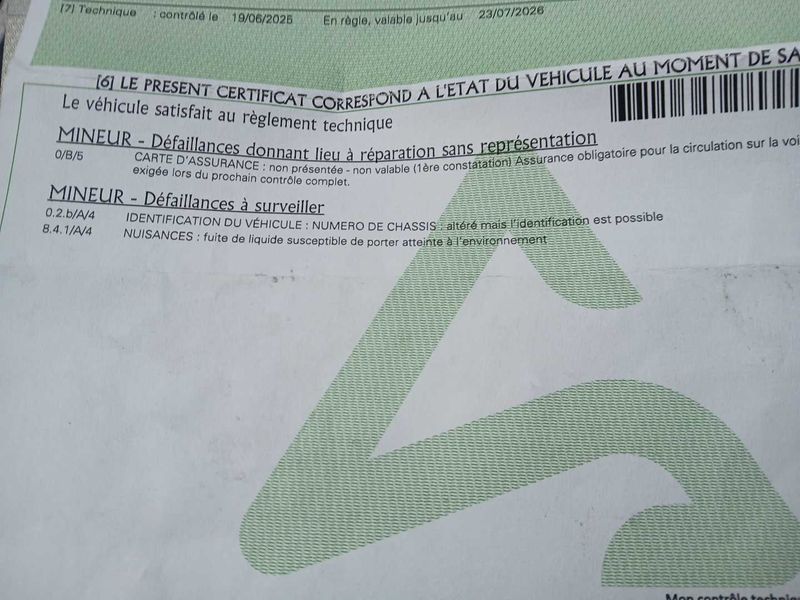 [7] Technique : contrôlé le 19/06/2025 En règle, valable jusqu'au 23/07/2026
[6] LE PRESENT CERTIFICAT CORRESPOND A L'ETAT DU VEHICULE AU MOMENT DE SA
Le véhicule satisfait au règlement technique
MINEUR - Défaillances donnant lieu à réparation sans représentation
0/B/5 CARTE D'ASSURANCE : non présentée - non valable (1ère constatation) Assurance obligatoire pour la circulation sur la voi
exigée lors du prochain contrôle complet.
MINEUR - Défaillances à surveiller
0.2.b/A/4 IDENTIFICATION DU VÉHICULE : NUMERO DE CHASSIS : altéré mais l'identification est possible
8.4.1/A/4 NUISANCES : fuite de liquide susceptible de porter atteinte à l'environnement
Mon contrôle techniqu